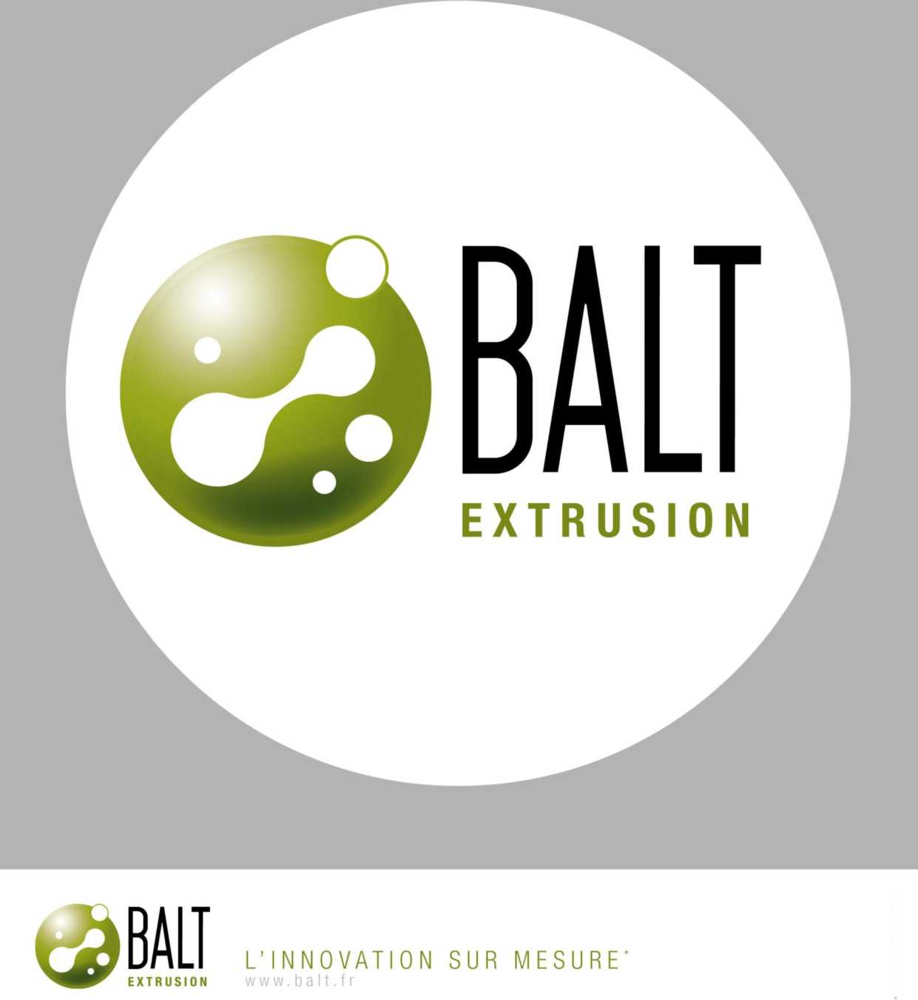 BALT
EXTRUSION
BALT
EXTRUSION
L'INNOVATION SUR MESURE*
www.balt.fr